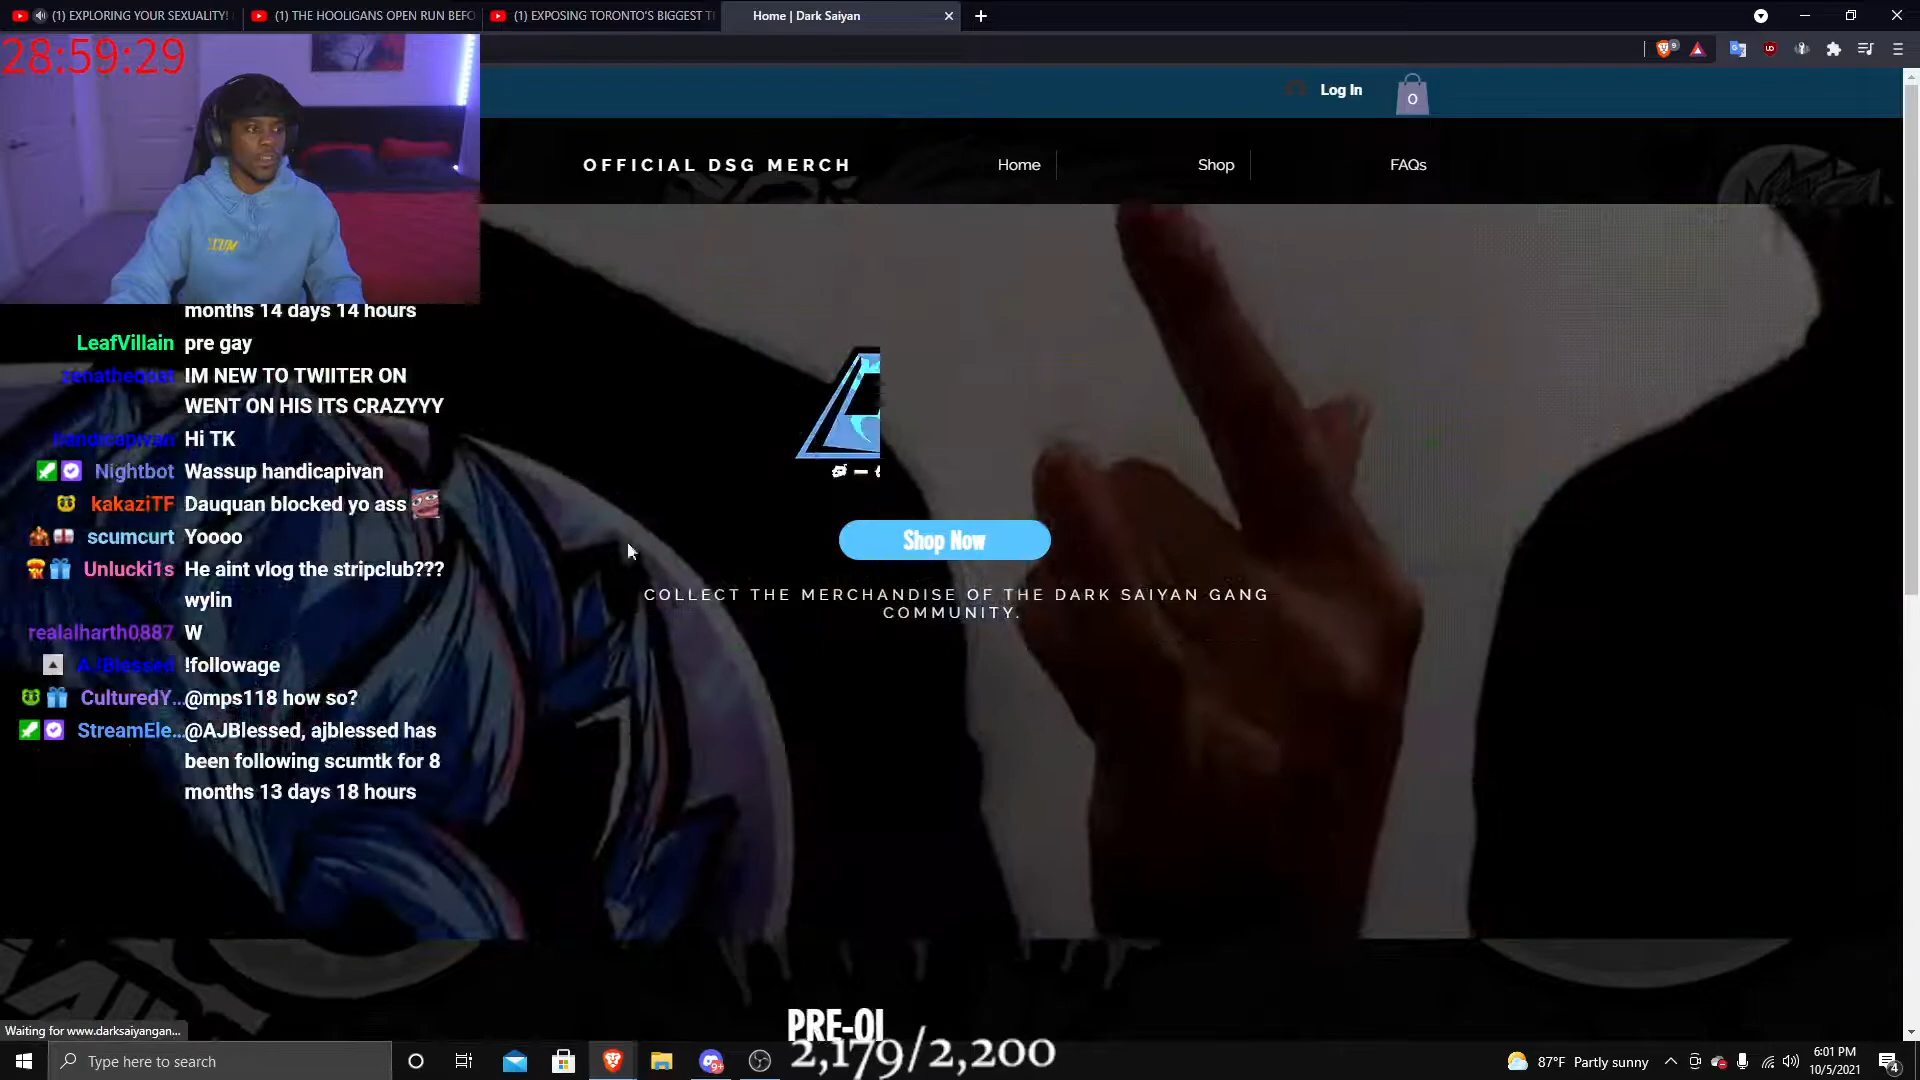 (1) EXPLORING YOUR SEXUALITY!
(1) THE HOOLIGANS OPEN RUN BEFO
(1) EXPOSING TORONTO'S BIGGEST T
Home | Dark Saiyan
28:59:29
9
Log In
0
OFFICIAL DSG MERCH
Home
Shop
FAQs
months 14 days 14 hours
LeafVillain pre gay
zenathegoat IM NEW TO TWIITER ON
WENT ON HIS ITS CRAZYYY
handicapivan Hi TK
Nightbot Wassup handicapivan
kakaziTF Dauquan blocked yo ass
scumcurt Yoooo
Unlucki1s He aint vlog the stripclub???
wylin
realalharth0887 W
AJBlessed !followage
CulturedY... @mps118 how so?
StreamEle... @AJBlessed, ajblessed has
been following scumtk for 8
months 13 days 18 hours
Shop Now
COLLECT THE MERCHANDISE OF THE DARK SAIYAN GANG
COMMUNITY.
PRE-O
2,179/2,200
Waiting for www.darksaiyangan...
Type here to search
9+
87°F Partly sunny
6:01 PM
10/5/2021
4